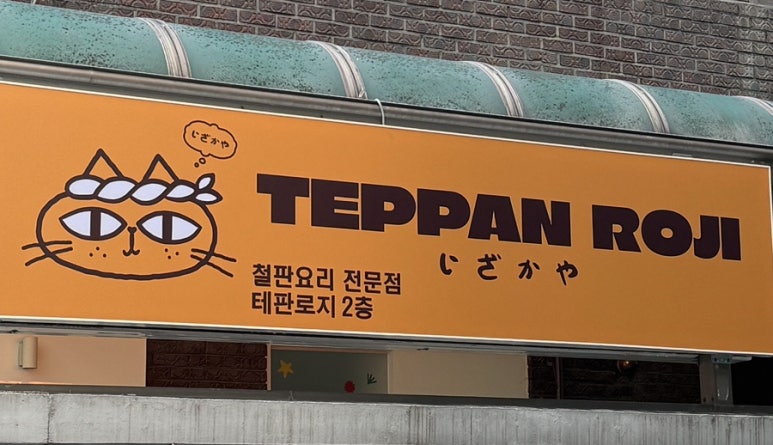 じざかや
TEPPAN ROJI
じざかや
철판요리 전문점
테판로지 2층